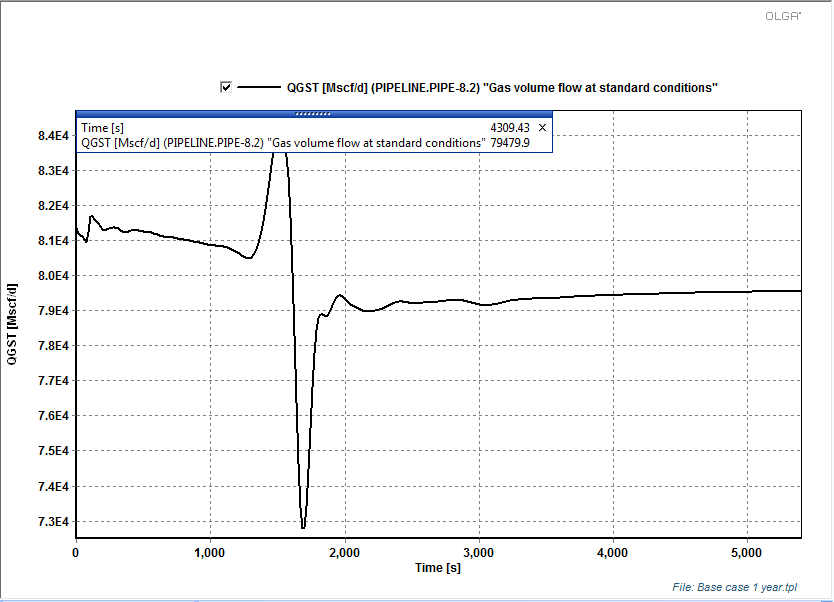 OLGA
QGST [Mscf/d] (PIPELINE.PIPE-8.2) "Gas volume flow at standard conditions"
Time [s] 4309.43
QGST [Mscf/d] (PIPELINE.PIPE-8.2) "Gas volume flow at standard conditions" 79479.9
8.4E4
8.3E4
8.2E4
8.1E4
8.0E4
7.9E4
7.8E4
7.7E4
7.6E4
7.5E4
7.4E4
7.3E4
QGST [Mscf/d]
0 1,000 2,000 3,000 4,000 5,000
Time [s]
File: Base case 1 year.tpl